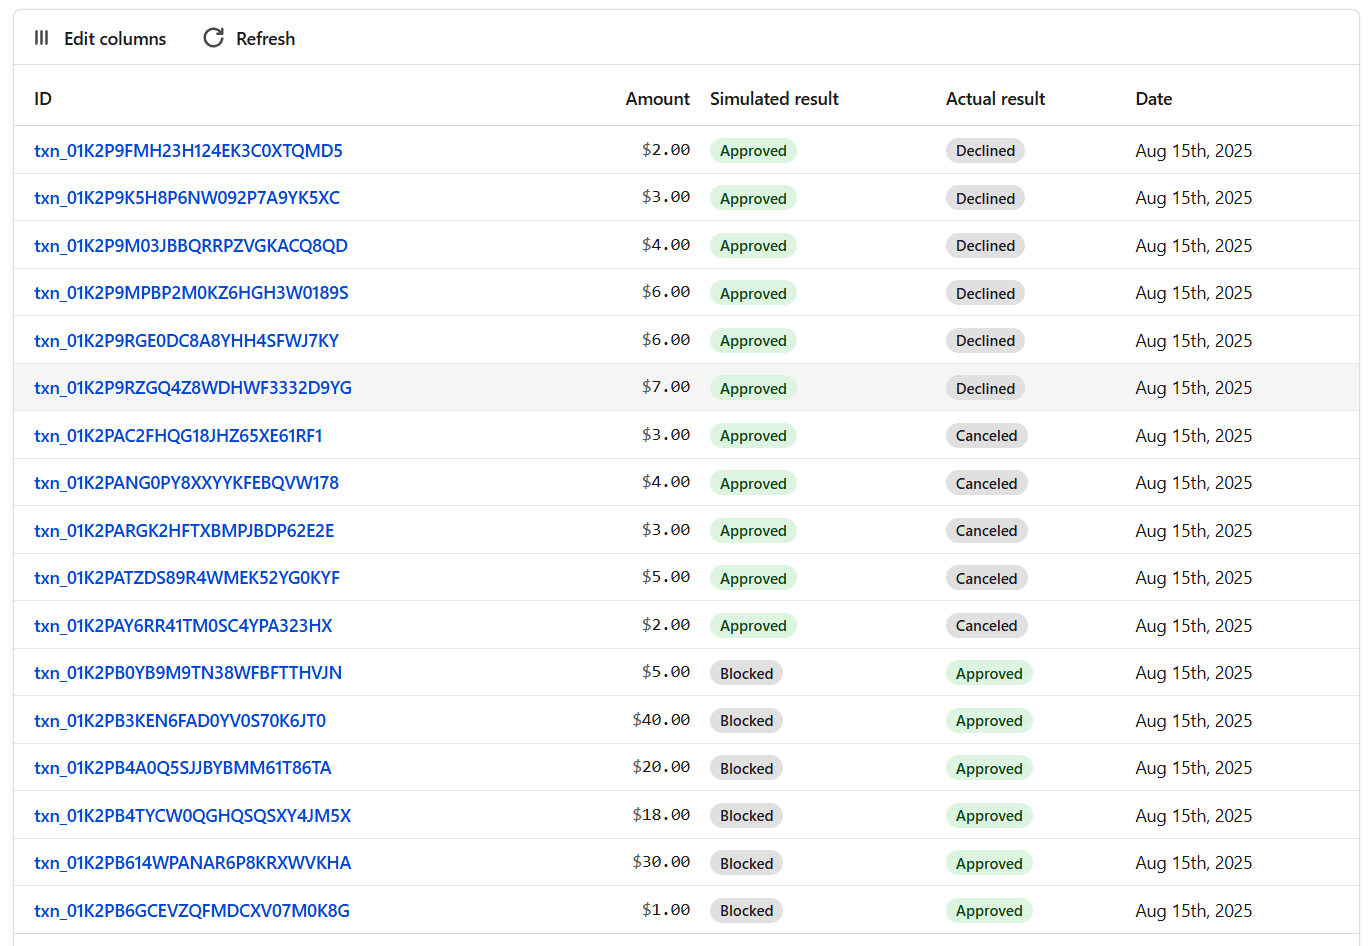 Edit columns Refresh
ID Amount Simulated result Actual result Date
txn_01K2P9FMH23H124EK3C0XTQMD5 $2.00 Approved Declined Aug 15th, 2025
txn_01K2P9K5H8P6NW092P7A9YK5XC $3.00 Approved Declined Aug 15th, 2025
txn_01K2P9M03JBBQRRPZVGKACQ8QD $4.00 Approved Declined Aug 15th, 2025
txn_01K2P9MPBP2M0KZ6HGH3W0189S $6.00 Approved Declined Aug 15th, 2025
txn_01K2P9RGE0DC8A8YHH4SFWJ7KY $6.00 Approved Declined Aug 15th, 2025
txn_01K2P9RZGQ4Z8WDHWF3332D9YG $7.00 Approved Declined Aug 15th, 2025
txn_01K2PAC2FHQG18JHZ65XE61RF1 $3.00 Approved Canceled Aug 15th, 2025
txn_01K2PANG0PY8XXYYKFEBQVW178 $4.00 Approved Canceled Aug 15th, 2025
txn_01K2PARGK2HFTXBMPJBDP62E2E $3.00 Approved Canceled Aug 15th, 2025
txn_01K2PATZDS89R4WMEK52YG0KYF $5.00 Approved Canceled Aug 15th, 2025
txn_01K2PAY6RR41TM0SC4YPA323HX $2.00 Approved Canceled Aug 15th, 2025
txn_01K2PB0YB9M9TN38WFBFTTHVJN $5.00 Blocked Approved Aug 15th, 2025
txn_01K2PB3KEN6FAD0YV0S70K6JT0 $40.00 Blocked Approved Aug 15th, 2025
txn_01K2PB4A0Q5SJJBYBMM61T86TA $20.00 Blocked Approved Aug 15th, 2025
txn_01K2PB4TYCW0QGHQSQSXY4JM5X $18.00 Blocked Approved Aug 15th, 2025
txn_01K2PB614WPANAR6P8KRXWVKHA $30.00 Blocked Approved Aug 15th, 2025
txn_01K2PB6GCEVZQFMDCXV07M0K8G $1.00 Blocked Approved Aug 15th, 2025